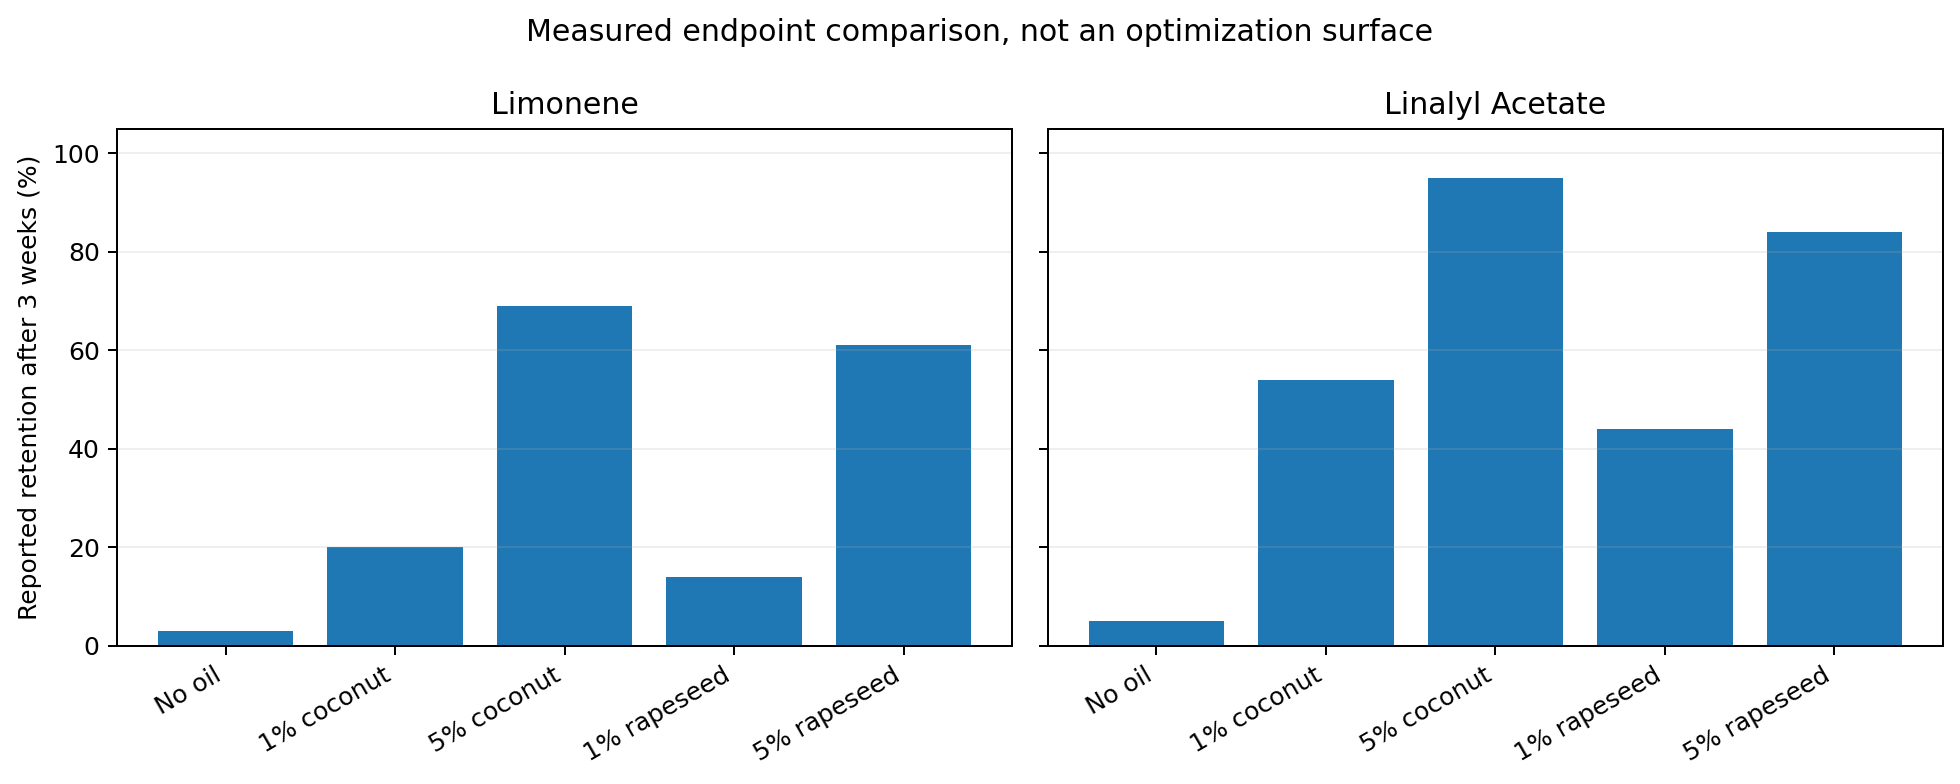 Measured endpoint comparison, not an optimization surface
Limonene
Linalyl Acetate
Reported retention after 3 weeks (%)
100
80
60
40
20
0
No oil
1% coconut
5% coconut
1% rapeseed
5% rapeseed
No oil
1% coconut
5% coconut
1% rapeseed
5% rapeseed